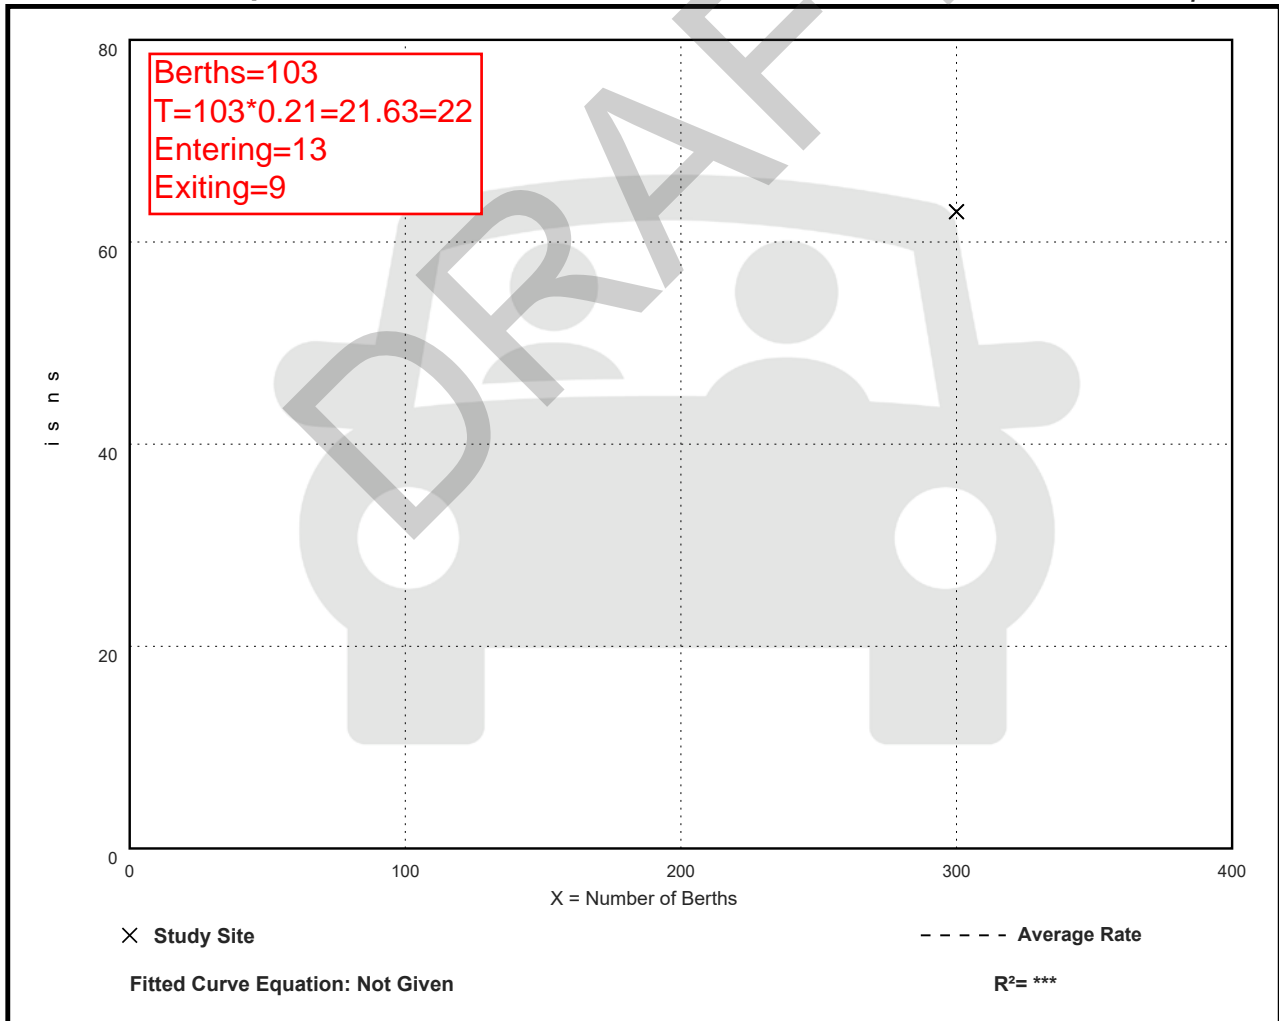 80
Berths=103
T=103*0.21=21.63=22
Entering=13
Exiting=9
60
40
20
0
0 100 200 300 400
X = Number of Berths
Study Site
Average Rate
Fitted Curve Equation: Not Given
R²= ***
DRAF